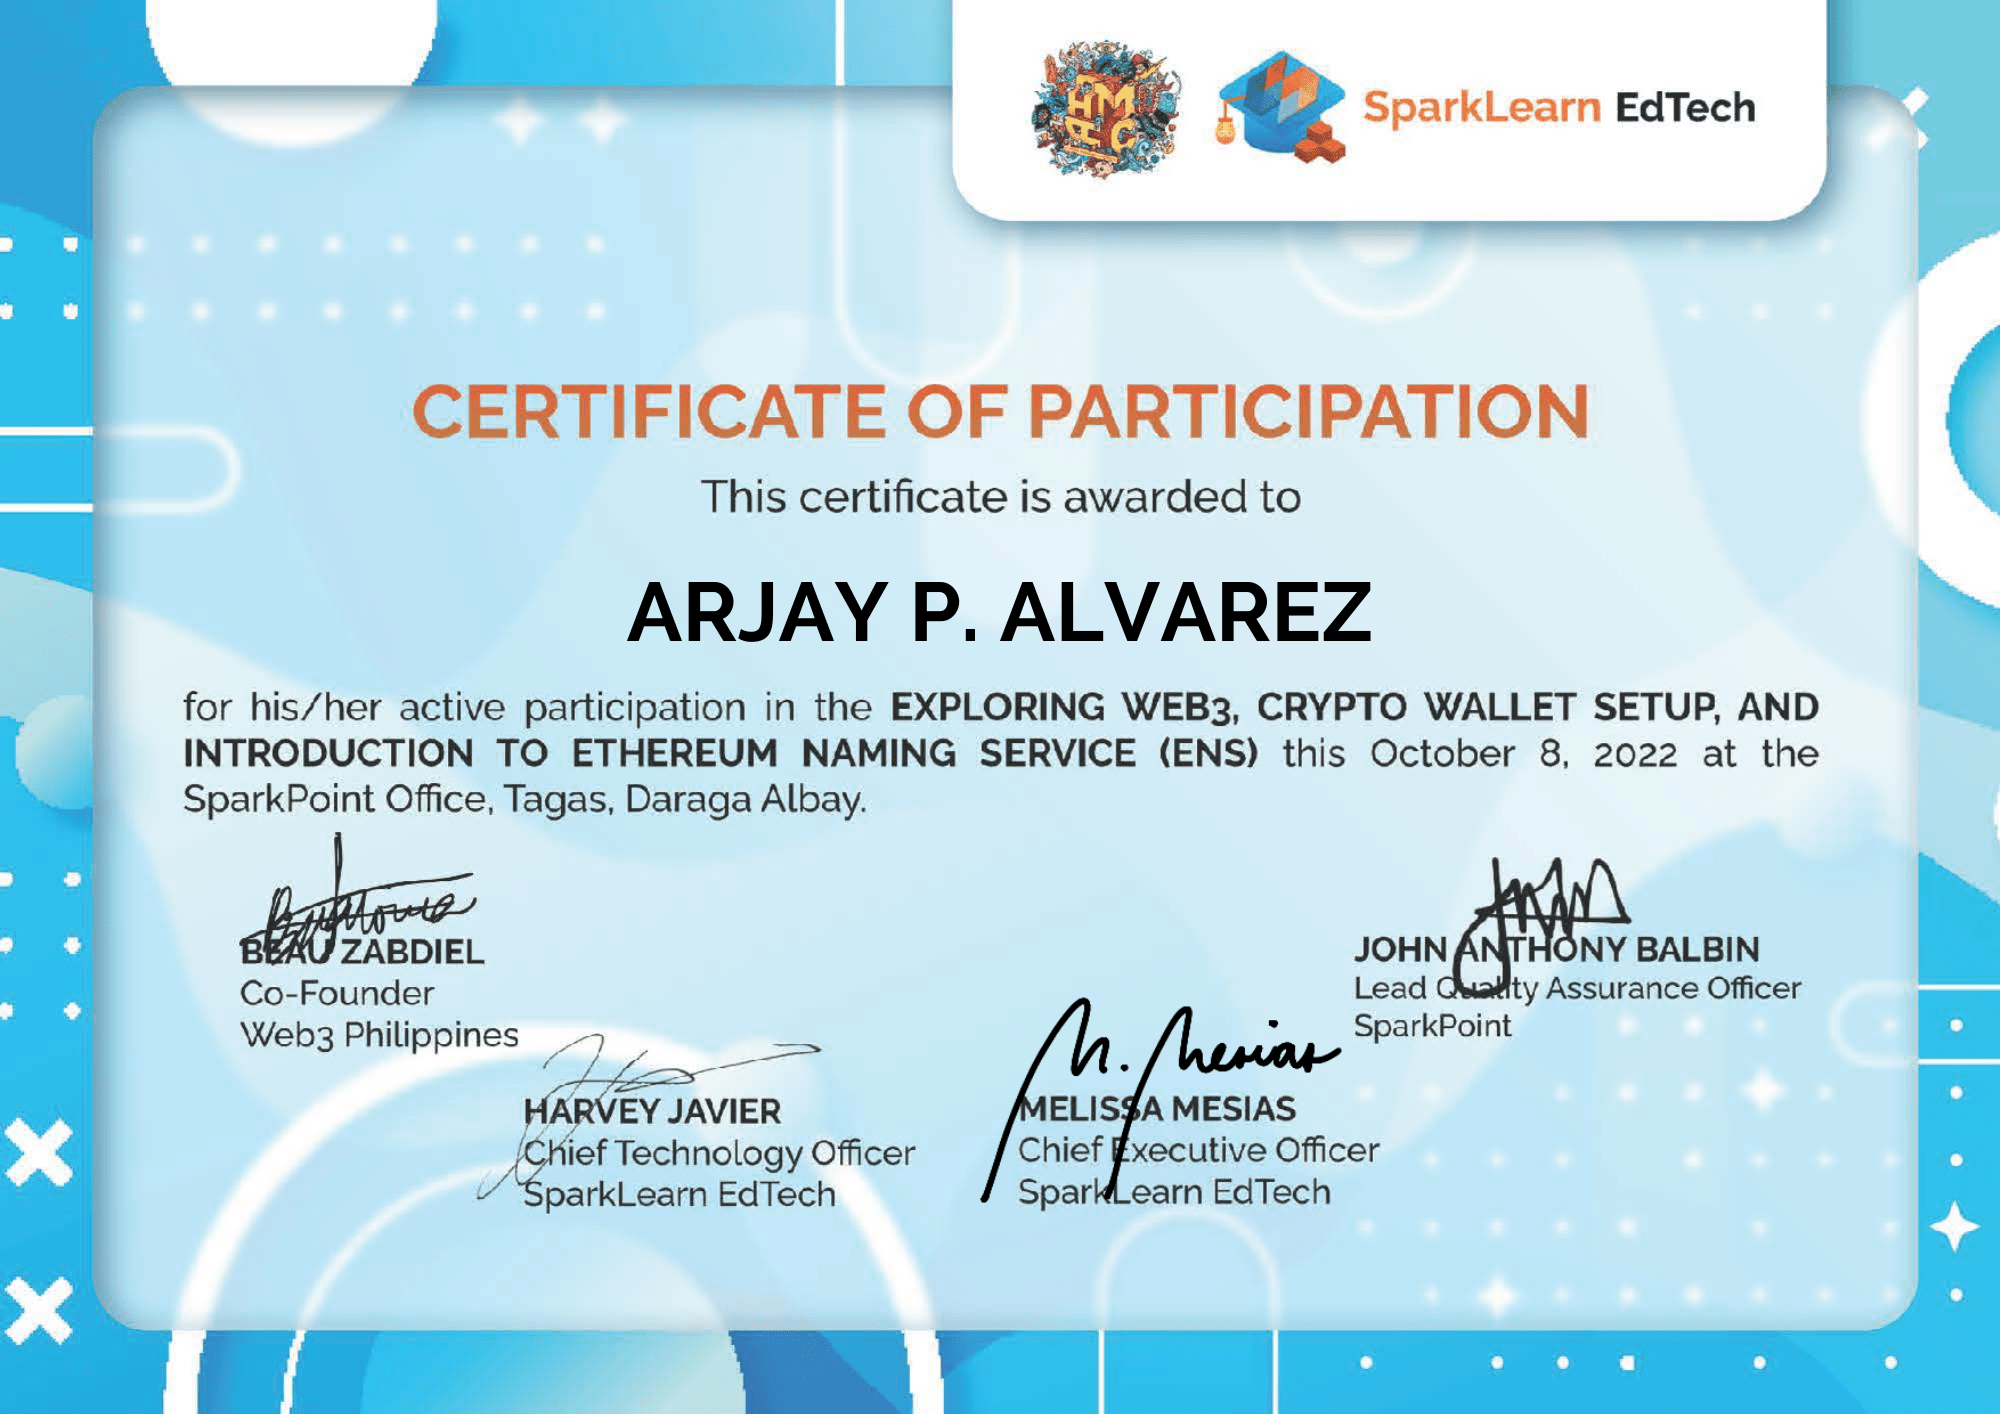 AHMC
SparkLearn EdTech
CERTIFICATE OF PARTICIPATION
This certificate is awarded to
ARJAY P. ALVAREZ
for his/her active participation in the EXPLORING WEB3, CRYPTO WALLET SETUP, AND
INTRODUCTION TO ETHEREUM NAMING SERVICE (ENS) this October 8, 2022 at the
SparkPoint Office, Tagas, Daraga Albay.
BEAU ZABDIEL
Co-Founder
Web3 Philippines
JOHN ANTHONY BALBIN
Lead Quality Assurance Officer
SparkPoint
HARVEY JAVIER
Chief Technology Officer
SparkLearn EdTech
M. Mesias
MELISSA MESIAS
Chief Executive Officer
SparkLearn EdTech